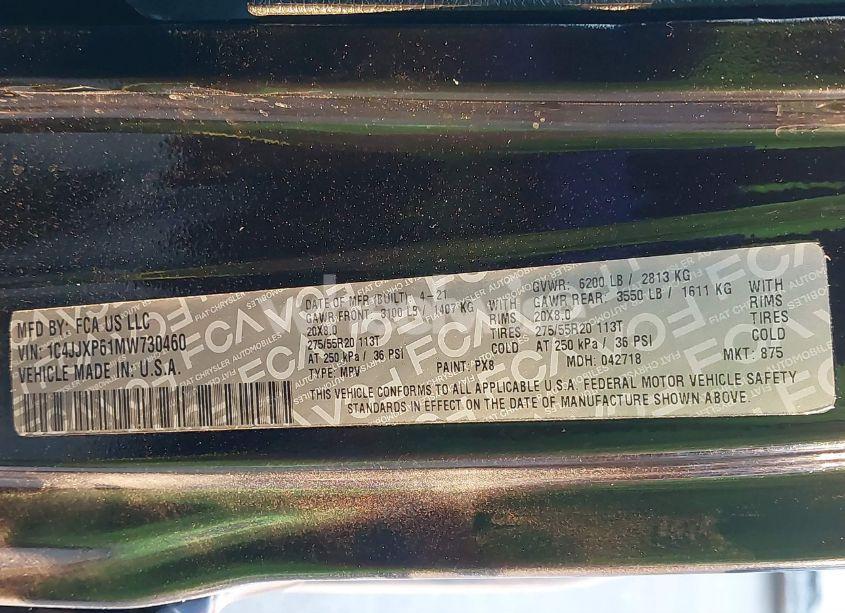 MFD BY: FCA US LLC
VIN: 1C4JJXP61MW730460
VEHICLE MADE IN: U.S.A.
DATE OF MFR (BUILT) 4-21
GAWR FRONT: 3100 LB / 1407 KG WITH
20X8.0 RIMS
275/55R20 113T TIRES
AT 250 kPa / 36 PSI COLD
TYPE: MPV PAINT: PX8
GVWR: 6200 LB / 2813 KG
GAWR REAR: 3550 LB / 1611 KG WITH
20X8.0 RIMS
275/55R20 113T TIRES
AT 250 kPa / 36 PSI COLD
MDH: 042718 MKT: 875
THIS VEHICLE CONFORMS TO ALL APPLICABLE U.S.A. FEDERAL MOTOR VEHICLE SAFETY
STANDARDS IN EFFECT ON THE DATE OF MANUFACTURE SHOWN ABOVE.
FCA
FIAT CHRYSLER AUTOMOBILES